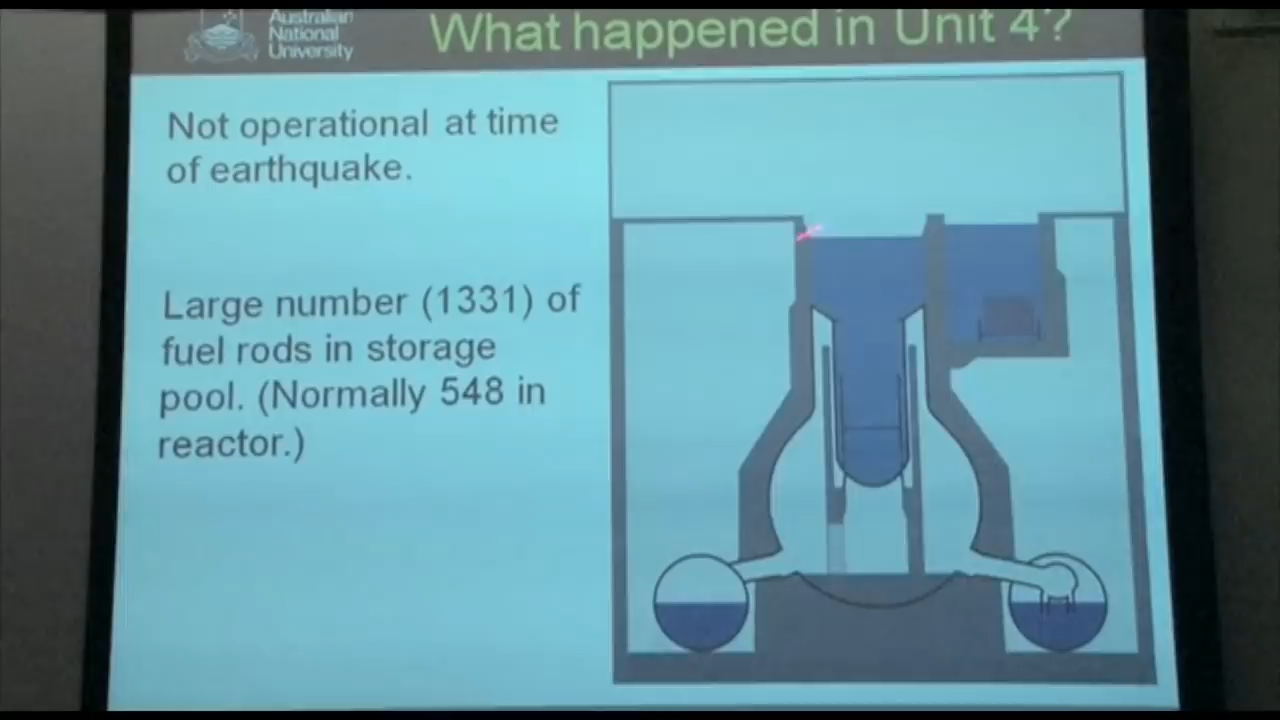 Australian
National
University
What happened in Unit 4?
Not operational at time
of earthquake.
Large number (1331) of
fuel rods in storage
pool. (Normally 548 in
reactor.)